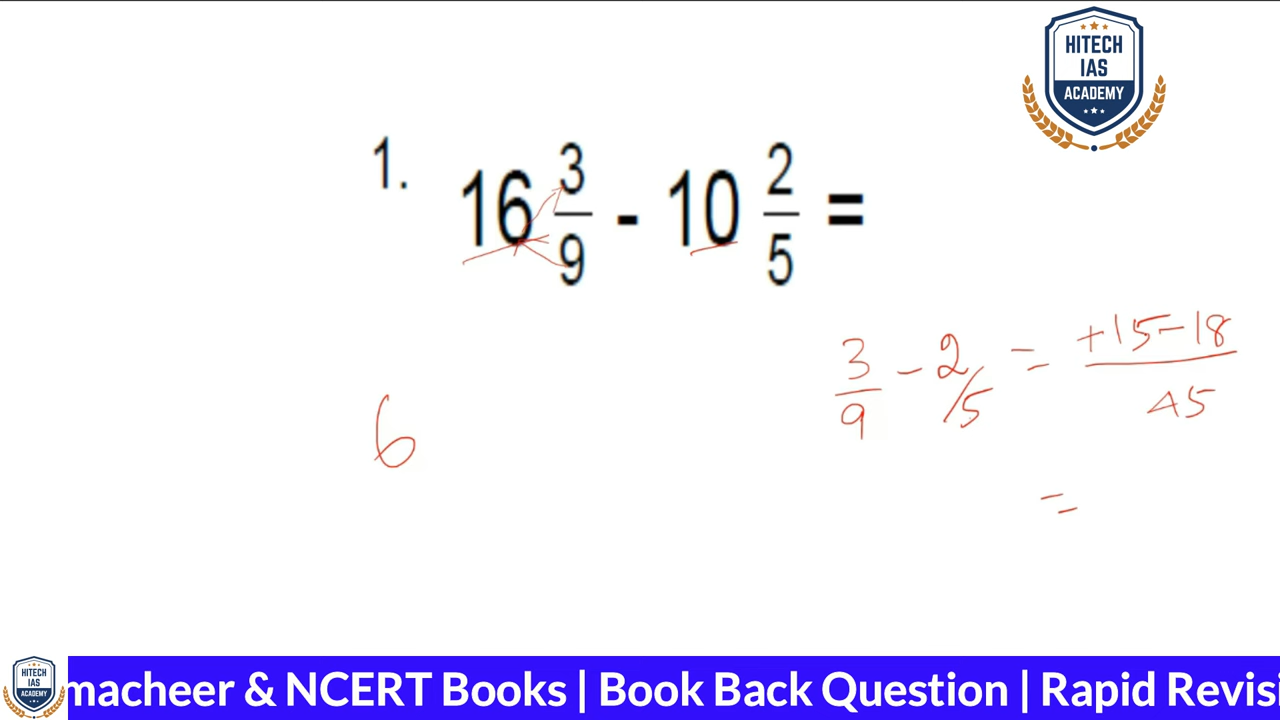 HITECH
IAS
ACADEMY
1. 16 3/9 - 10 2/5 =
3/9 - 2/5 = +15-18/45
6
=
HITECH
IAS
ACADEMY
macheer & NCERT Books | Book Back Question | Rapid Revisi